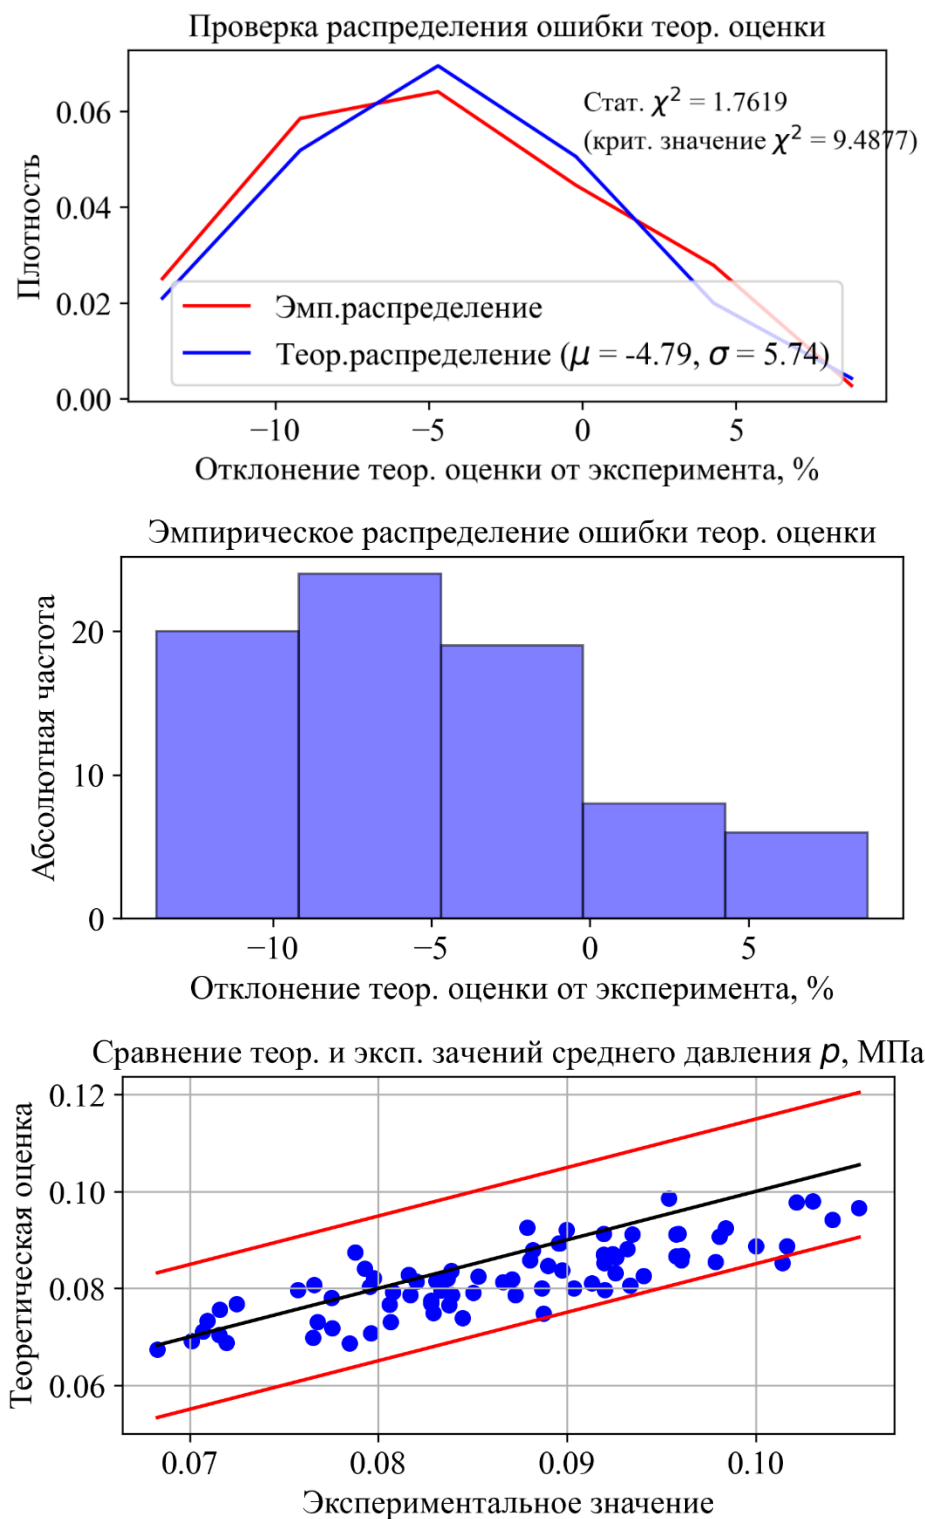 Проверка распределения ошибки теор. оценки
Плотность
0.06
0.04
0.02
0.00
Стат. χ² = 1.7619
(крит. значение χ² = 9.4877)
Эмп.распределение
Теор.распределение (μ = -4.79, σ = 5.74)
−10 −5 0 5
Отклонение теор. оценки от эксперимента, %
Эмпирическое распределение ошибки теор. оценки
Абсолютная частота
20
10
0
−10 −5 0 5
Отклонение теор. оценки от эксперимента, %
Сравнение теор. и эксп. зачений среднего давления p, МПа
Теоретическая оценка
0.12
0.10
0.08
0.06
0.07 0.08 0.09 0.10
Экспериментальное значение